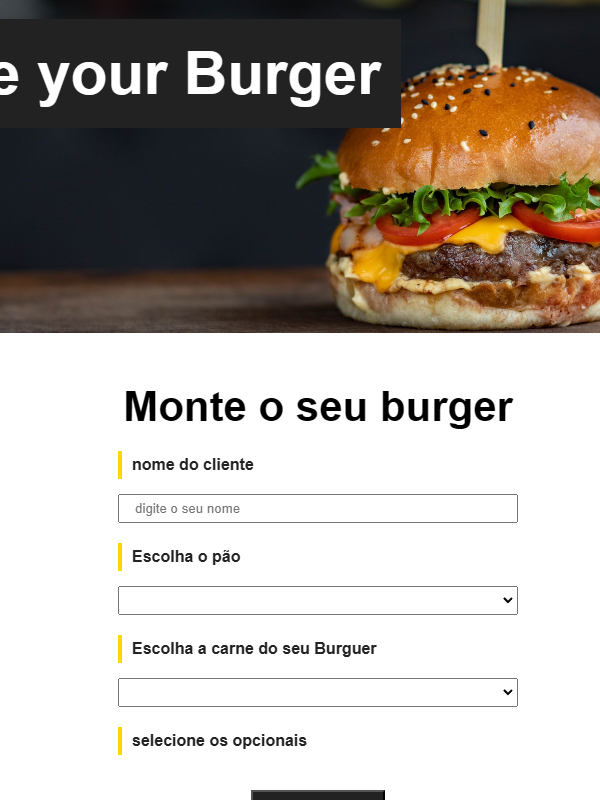 e your Burger
Monte o seu burger
nome do cliente
digite o seu nome
Escolha o pão
Escolha a carne do seu Burguer
selecione os opcionais